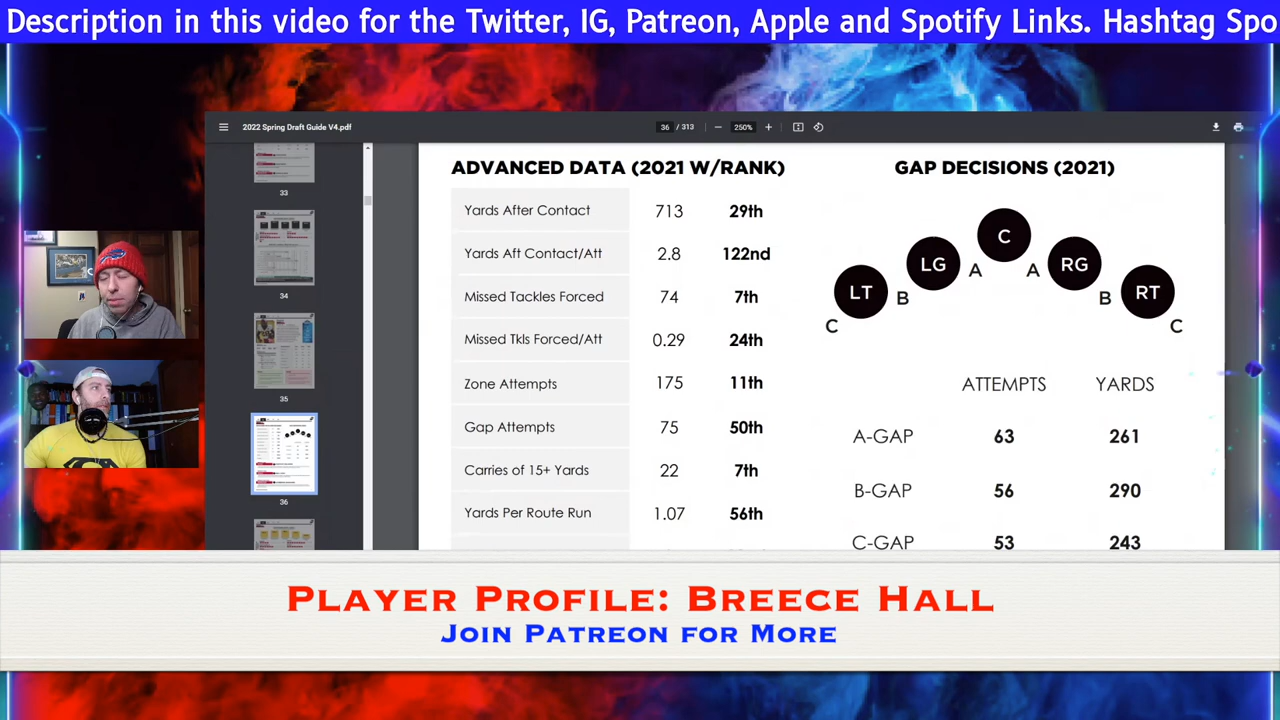 Description in this video for the Twitter, IG, Patreon, Apple and Spotify Links. Hashtag Spo
2022 Spring Draft Guide V4.pdf
36 / 313
250%
33
34
35
36
ADVANCED DATA (2021 W/RANK)
Yards After Contact 713 29th
Yards Aft Contact/Att 2.8 122nd
Missed Tackles Forced 74 7th
Missed Tkls Forced/Att 0.29 24th
Zone Attempts 175 11th
Gap Attempts 75 50th
Carries of 15+ Yards 22 7th
Yards Per Route Run 1.07 56th
GAP DECISIONS (2021)
C
LG A A RG
LT B B RT
C C
ATTEMPTS YARDS
A-GAP 63 261
B-GAP 56 290
C-GAP 53 243
Player Profile: Breece Hall
Join Patreon for More